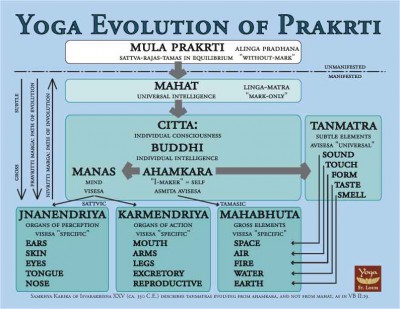 YOGA EVOLUTION OF PRAKRTI
MULA PRAKRTI
SATTVA-RAJAS-TAMAS IN EQUILIBRIUM
ALINGA PRADHANA
"WITHOUT-MARK"
UNMANIFESTED
MANIFESTED
MAHAT
UNIVERSAL INTELLIGENCE
LINGA-MATRA
"MARK-ONLY"
SUBTLE
GROSS
PRAVRITTI MARGA: PATH OF EVOLUTION
NIVRITTI MARGA: PATH OF INVOLUTION
CITTA:
INDIVIDUAL CONSCIOUSNESS
BUDDHI
INDIVIDUAL INTELLIGENCE
MANAS
MIND
VISESA
AHAMKARA
"I-MAKER" = SELF
ASMITA AVISESA
TANMATRA
SUBTLE ELEMENTS
AVISESA "UNIVERSAL"
SOUND
TOUCH
FORM
TASTE
SMELL
SATTVIC
TAMASIC
JNANENDRIYA
ORGANS OF PERCEPTION
VISESA "SPECIFIC"
EARS
SKIN
EYES
TONGUE
NOSE
KARMENDRIYA
ORGANS OF ACTION
VISESA "SPECIFIC"
MOUTH
ARMS
LEGS
EXCRETORY
REPRODUCTIVE
MAHABHUTA
GROSS ELEMENTS
VISESA "SPECIFIC"
SPACE
AIR
FIRE
WATER
EARTH
Yoga
St. Louis
SAMKHYA KARIKA OF ISVARAKRSNA XXV (CA. 350 C.E.) DESCRIBES TANMATRAS EVOLVING FROM AHAMKARA, AND NOT FROM MAHAT, AS IN VB II.19.